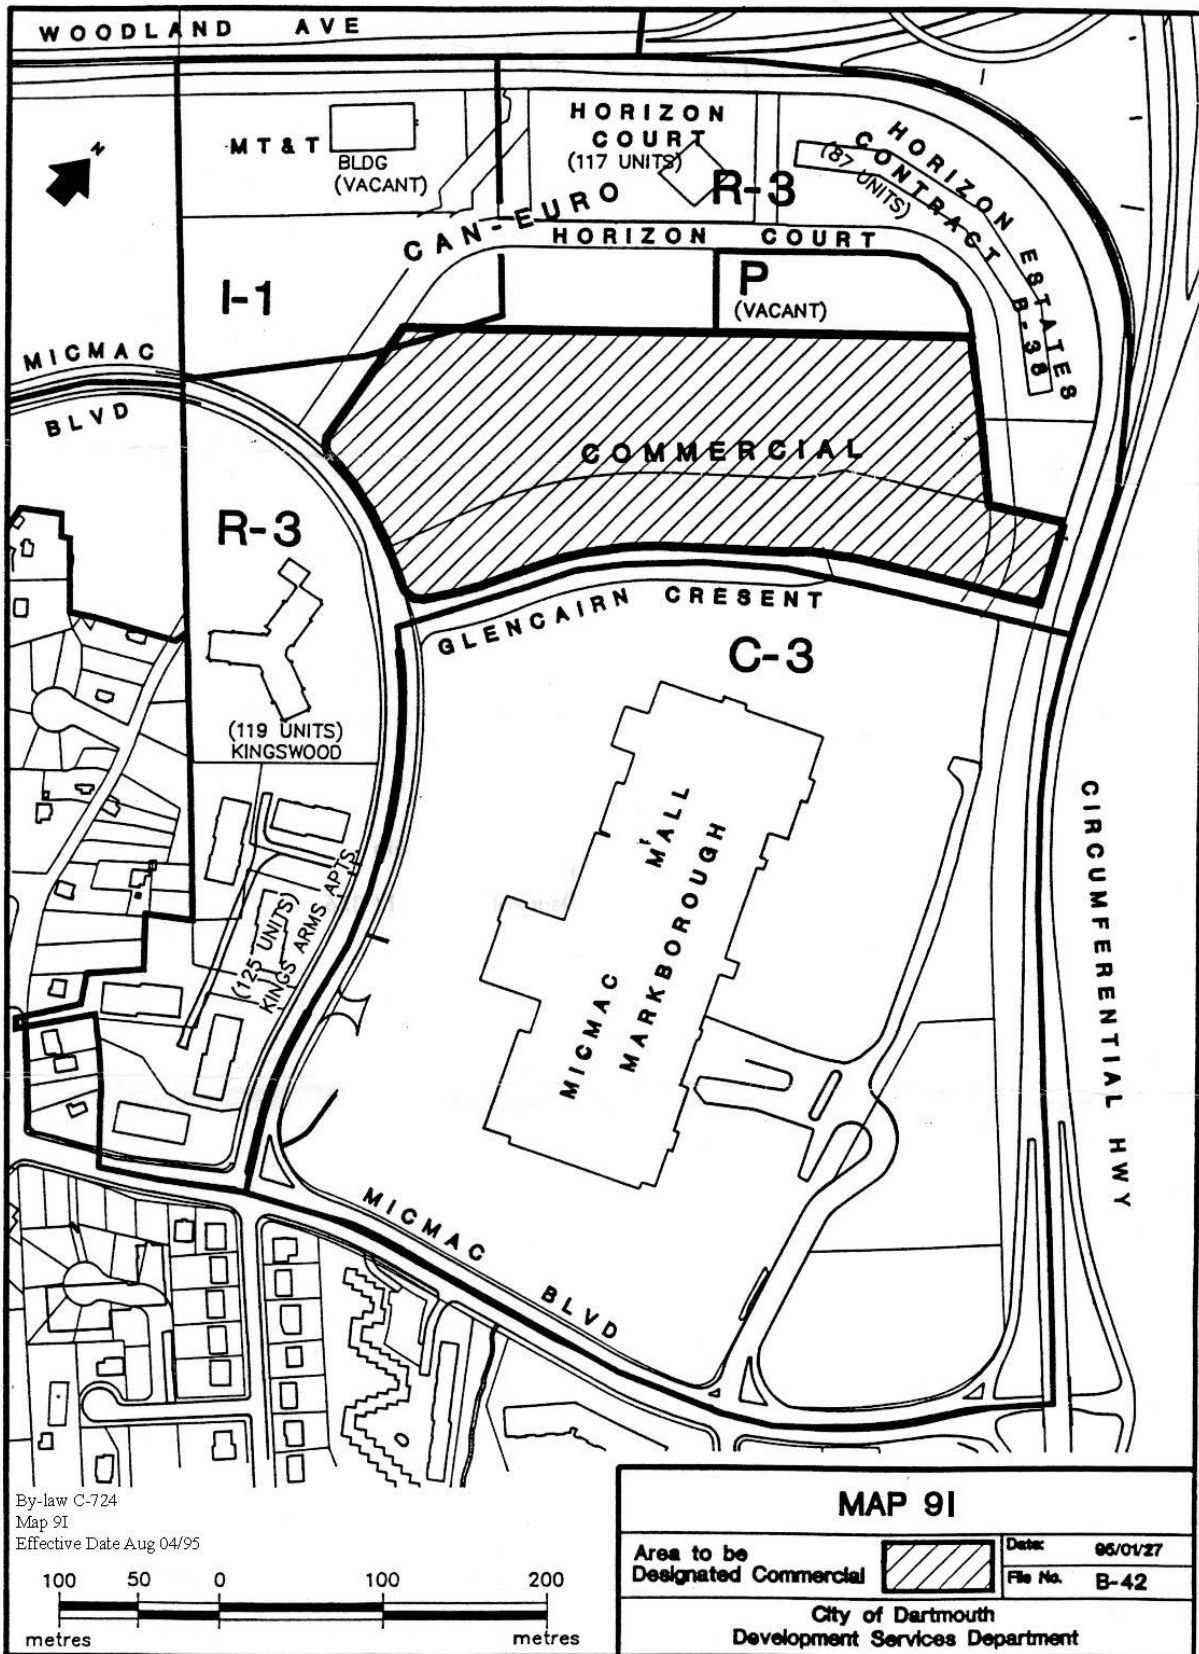 WOODLAND AVE
N
MT&T
BLDG
(VACANT)
HORIZON
COURT
(117 UNITS)
R-3
HORIZON ESTATES
CONTRACT B-38
(87 UNITS)
CAN-EURO
HORIZON COURT
I-1
P
(VACANT)
MICMAC
BLVD
COMMERCIAL
R-3
GLENCAIRN CRESENT
C-3
(119 UNITS)
KINGSWOOD
MICMAC MALL
MARKBOROUGH
CIRCUMFERENTIAL HWY
(125 UNITS)
KINGS ARMS APTS.
MICMAC BLVD
By-law C-724
Map 9I
Effective Date Aug 04/95
100 50 0 100 200
metres metres
MAP 9I
Area to be
Designated Commercial
Date: 95/01/27
File No. B-42
City of Dartmouth
Development Services Department